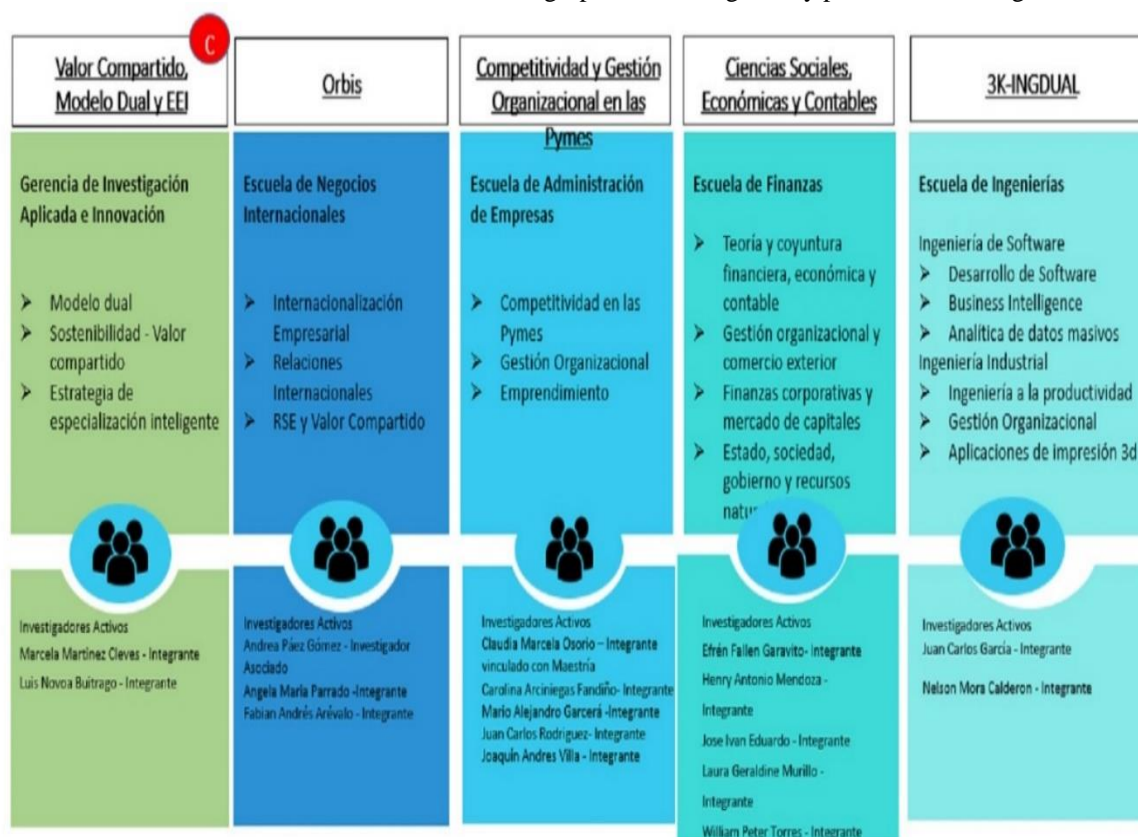 C
Valor Compartido,
Modelo Dual y EEI
Gerencia de Investigación
Aplicada e Innovación
➤ Modelo dual
➤ Sostenibilidad - Valor
compartido
➤ Estrategia de
especialización inteligente
Investigadores Activos
Marcela Martinez Cleves - Integrante
Luis Novoa Buitrago - Integrante
Orbis
Escuela de Negocios
Internacionales
➤ Internacionalización
Empresarial
➤ Relaciones
Internacionales
➤ RSE y Valor Compartido
Investigadores Activos
Andrea Páez Gómez - Investigador
Asociado
Angela Maria Parrado -Integrante
Fabian Andrés Arévalo - Integrante
Competitividad y Gestión
Organizacional en las
Pymes
Escuela de Administración
de Empresas
➤ Competitividad en las
Pymes
➤ Gestión Organizacional
➤ Emprendimiento
Investigadores Activos
Claudia Marcela Osorio – Integrante
vinculado con Maestría
Carolina Arciniegas Fandiño- Integrante
Mario Alejandro Garcerá -Integrante
Juan Carlos Rodriguez- Integrante
Joaquín Andres Villa - Integrante
Ciencias Sociales,
Económicas y Contables
Escuela de Finanzas
➤ Teoría y coyuntura
financiera, económica y
contable
➤ Gestión organizacional y
comercio exterior
➤ Finanzas corporativas y
mercado de capitales
➤ Estado, sociedad,
gobierno y recursos
Investigadores Activos
Efrén Fallen Garavito- Integrante
Henry Antonio Mendoza -
Integrante
Jose Ivan Eduardo - Integrante
Laura Geraldine Murillo -
Integrante
William Peter Torres - Integrante
3K-INGDUAL
Escuela de Ingenierías
Ingeniería de Software
➤ Desarrollo de Software
➤ Business Intelligence
➤ Analítica de datos masivos
Ingeniería Industrial
➤ Ingeniería a la productividad
➤ Gestión Organizacional
➤ Aplicaciones de impresión 3d
Investigadores Activos
Juan Carlos García - Integrante
Nelson Mora Calderon - Integrante